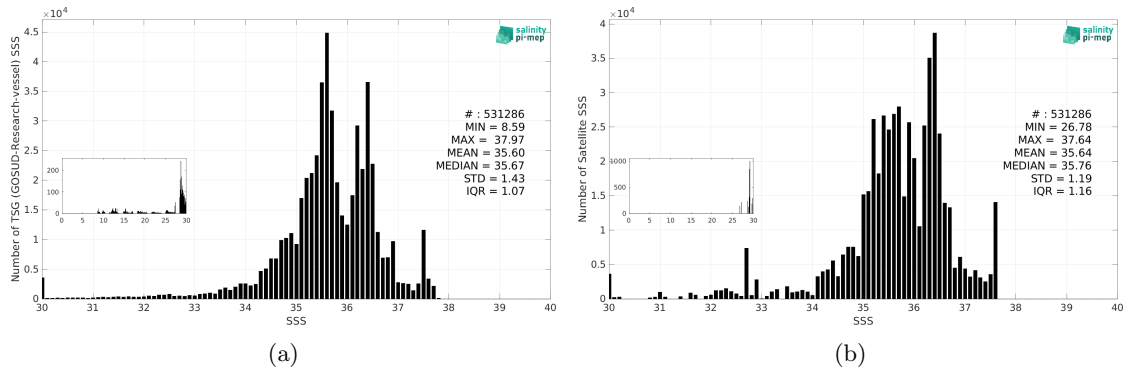 ×10⁴
4.5
4
3.5
3
2.5
2
1.5
1
0.5
0
Number of TSG (GOSUD-Research-vessel) SSS
salinity
pi-mep
# : 531286
MIN = 8.59
MAX = 37.97
MEAN = 35.60
MEDIAN = 35.67
STD = 1.43
IQR = 1.07
200
100
0
0 5 10 15 20 25 30
30 31 32 33 34 35 36 37 38 39 40
SSS
(a)
×10⁴
4
3.5
3
2.5
2
1.5
1
0.5
0
Number of Satellite SSS
salinity
pi-mep
# : 531286
MIN = 26.78
MAX = 37.64
MEAN = 35.64
MEDIAN = 35.76
STD = 1.19
IQR = 1.16
1000
500
0
0 5 10 15 20 25 30
30 31 32 33 34 35 36 37 38 39 40
SSS
(b)